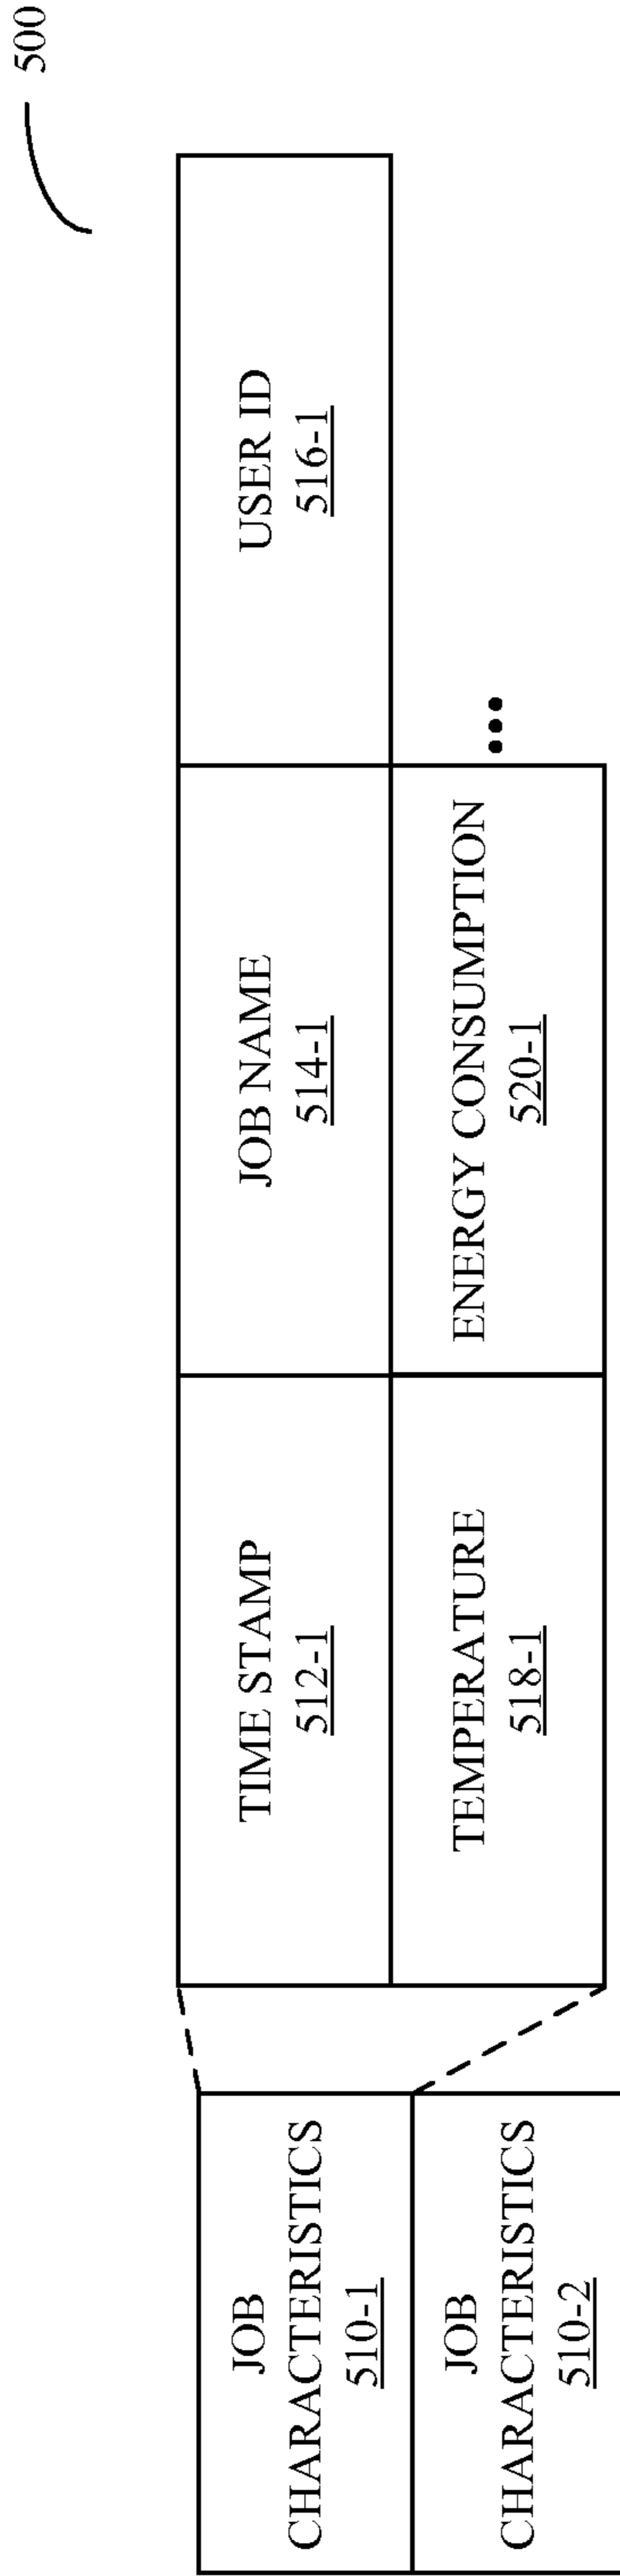 500
JOB
CHARACTERISTICS
510-1
TIME STAMP
512-1
JOB NAME
514-1
USER ID
516-1
TEMPERATURE
518-1
ENERGY CONSUMPTION
520-1
•••
JOB
CHARACTERISTICS
510-2